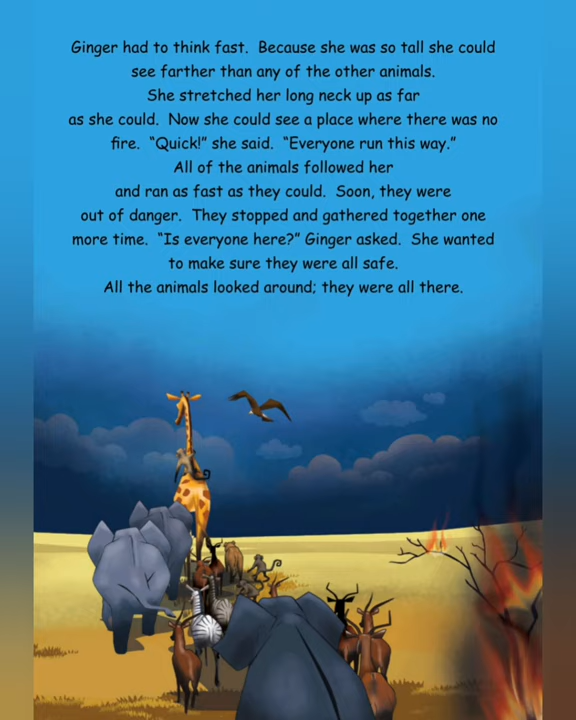 Ginger had to think fast.  Because she was so tall she could
see farther than any of the other animals.
She stretched her long neck up as far
as she could.  Now she could see a place where there was no
fire.  “Quick!” she said.  “Everyone run this way.”
All of the animals followed her
and ran as fast as they could.  Soon, they were
out of danger.  They stopped and gathered together one
more time.  “Is everyone here?” Ginger asked.  She wanted
to make sure they were all safe.
All the animals looked around; they were all there.